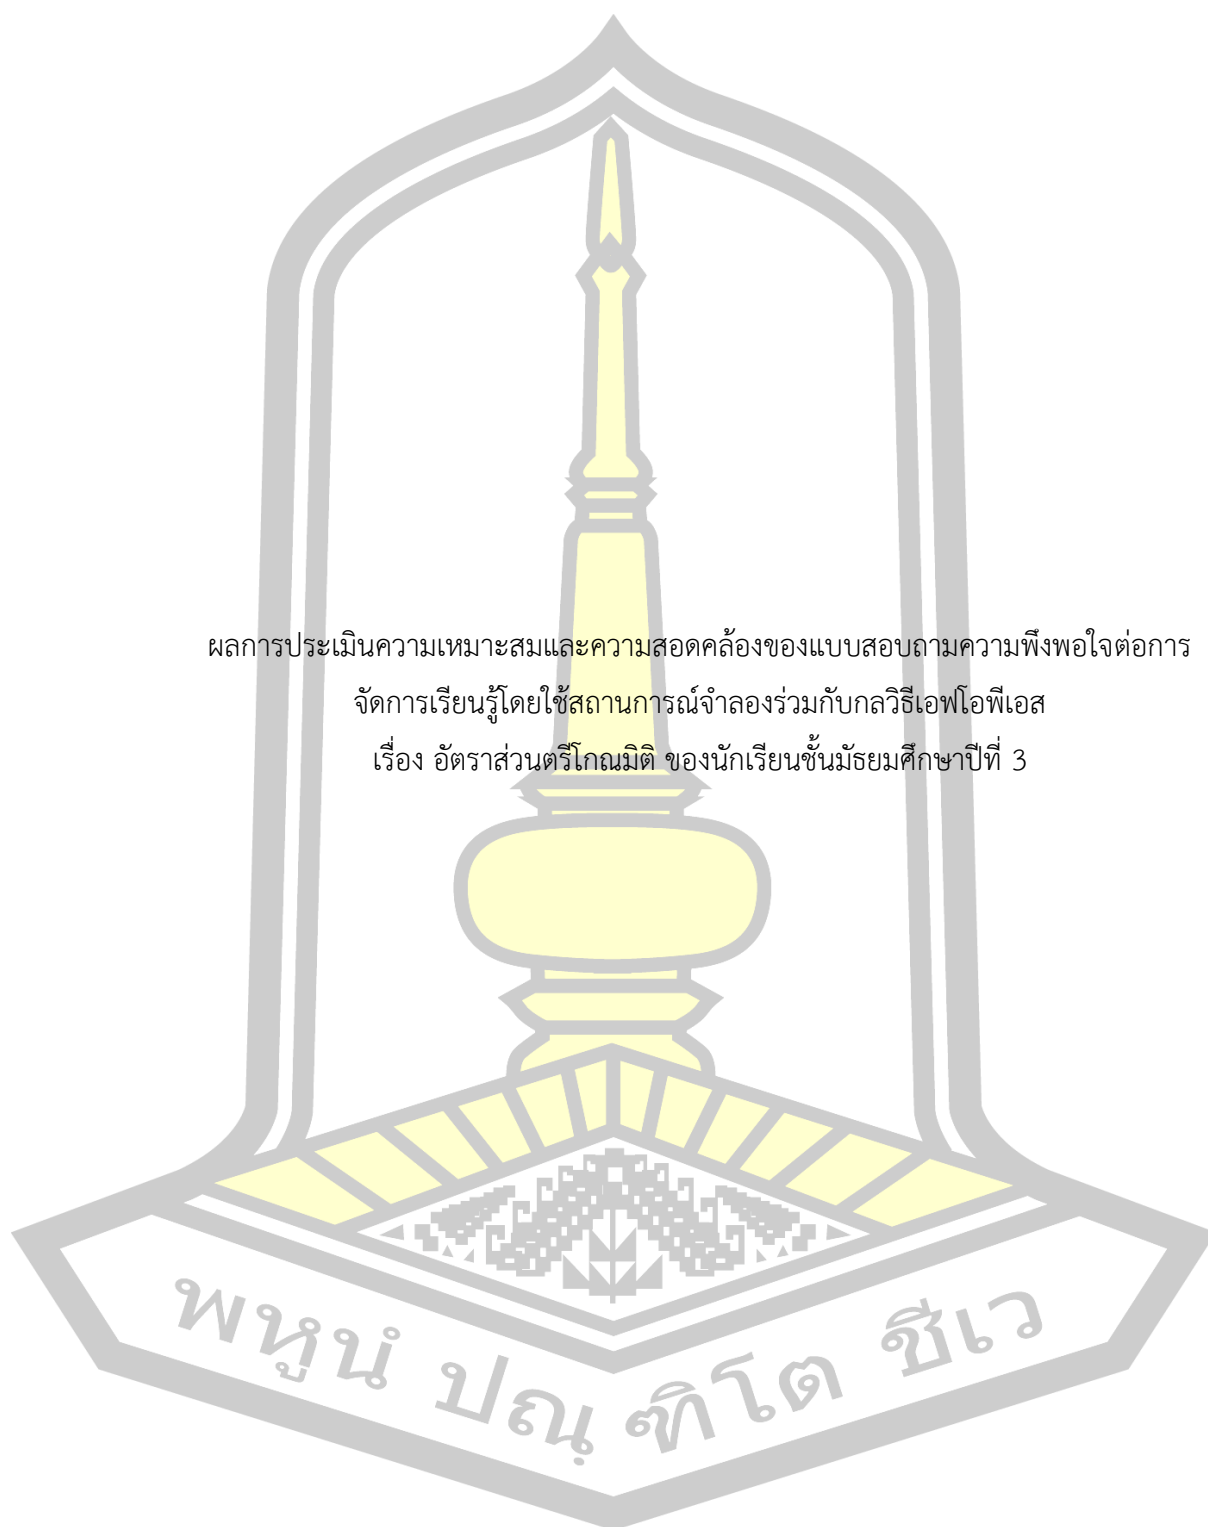 ผลการประเมินความเหมาะสมและความสอดคล้องของแบบสอบถามความพึงพอใจต่อการ
จัดการเรียนรู้โดยใช้สถานการณ์จำลองร่วมกับกลวิธีเอฟโอพีเอส
เรื่อง อัตราส่วนตรีโกณมิติ ของนักเรียนชั้นมัธยมศึกษาปีที่ 3
พหูนํ ปณฺฑิโต ชีเว